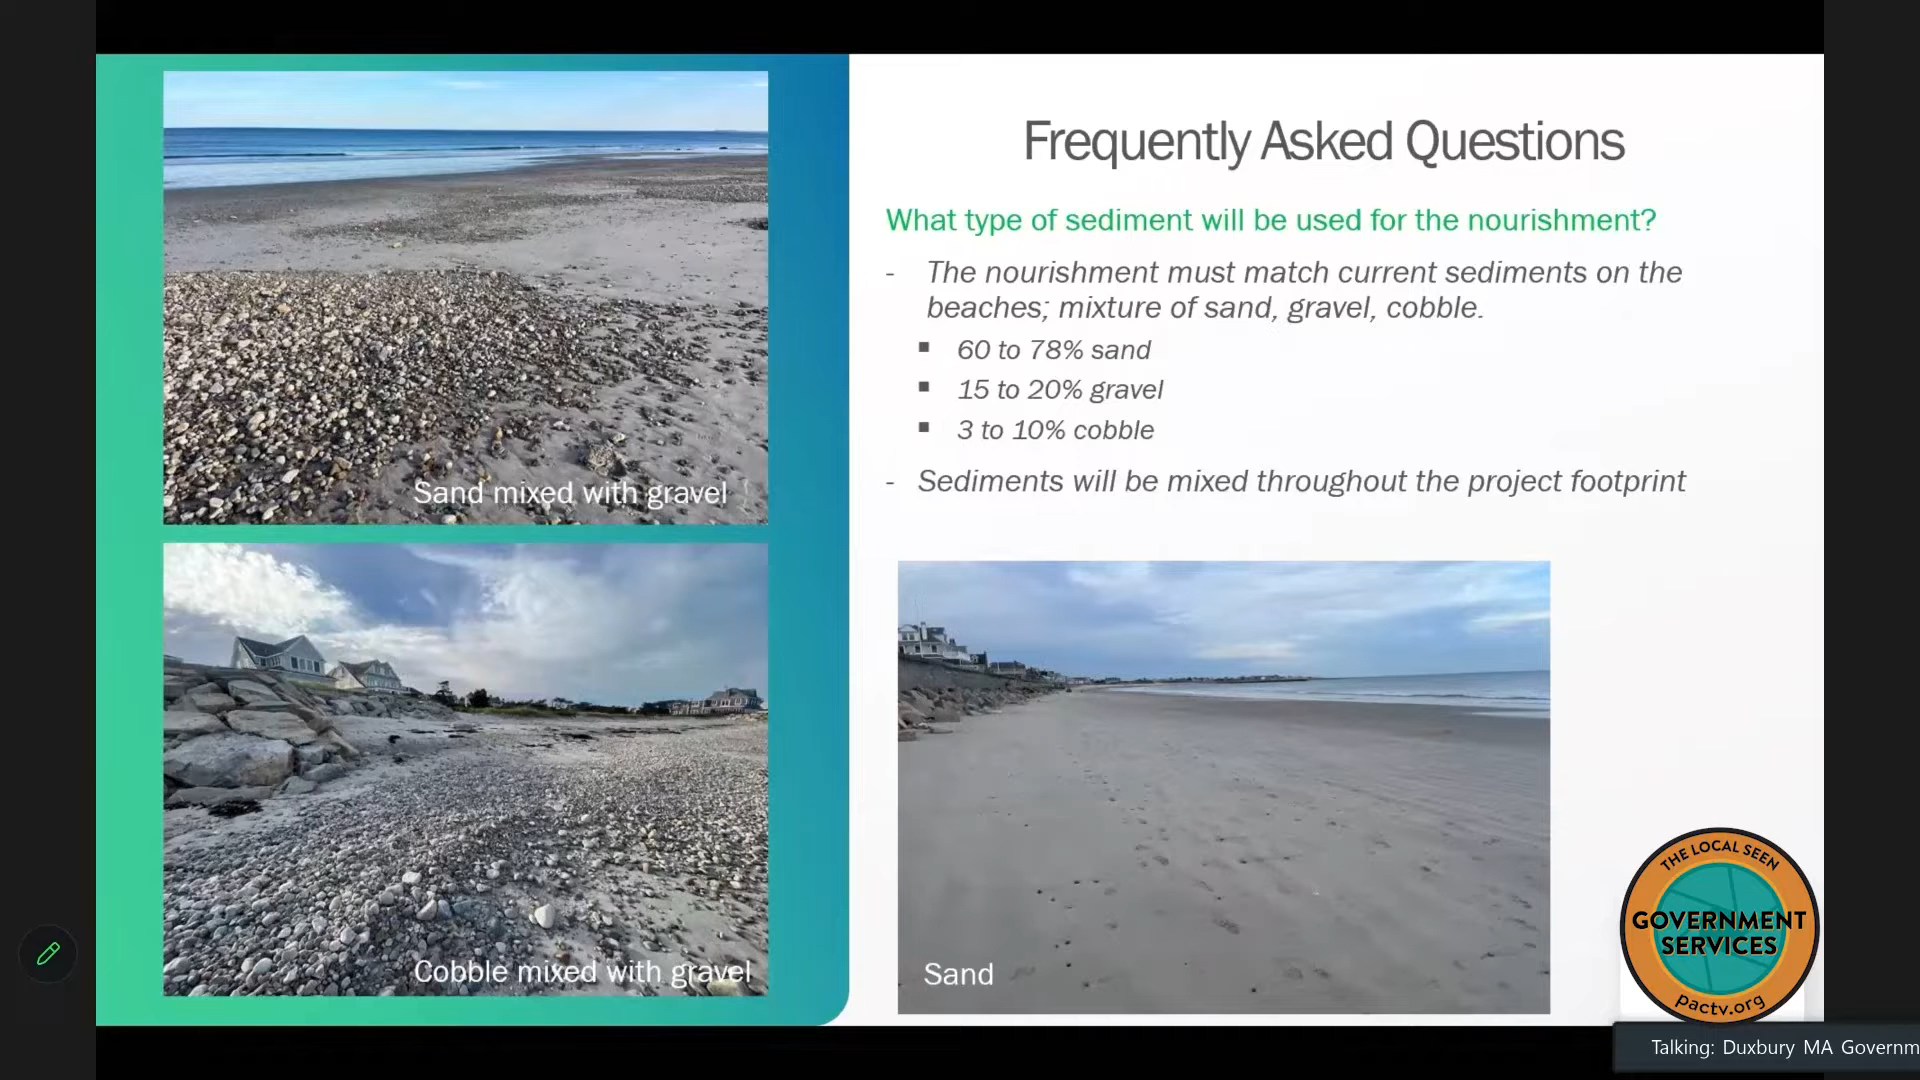 Frequently Asked Questions
What type of sediment will be used for the nourishment?
- The nourishment must match current sediments on the
beaches; mixture of sand, gravel, cobble.
▪ 60 to 78% sand
▪ 15 to 20% gravel
▪ 3 to 10% cobble
- Sediments will be mixed throughout the project footprint
Sand mixed with gravel
Cobble mixed with gravel
Sand
THE LOCAL SEEN
GOVERNMENT
SERVICES
pactv.org
Talking: Duxbury MA Governm